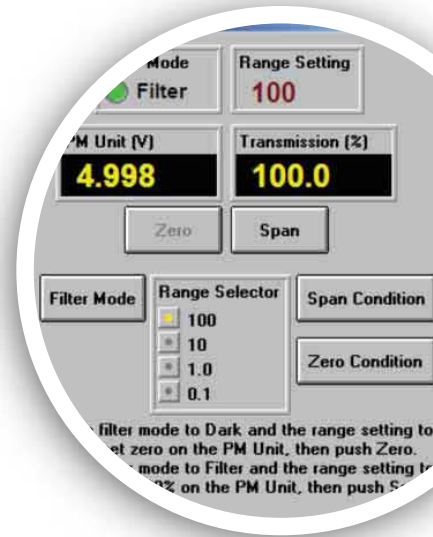 Mode
Range Setting
Filter
100
PM Unit (V)
Transmission (%)
4.998
100.0
Zero
Span
Filter Mode
Range Selector
100
10
1.0
0.1
Span Condition
Zero Condition
filter mode to Dark and the range setting to
set zero on the PM Unit, then push Zero.
mode to Filter and the range setting to
% on the PM Unit, then push